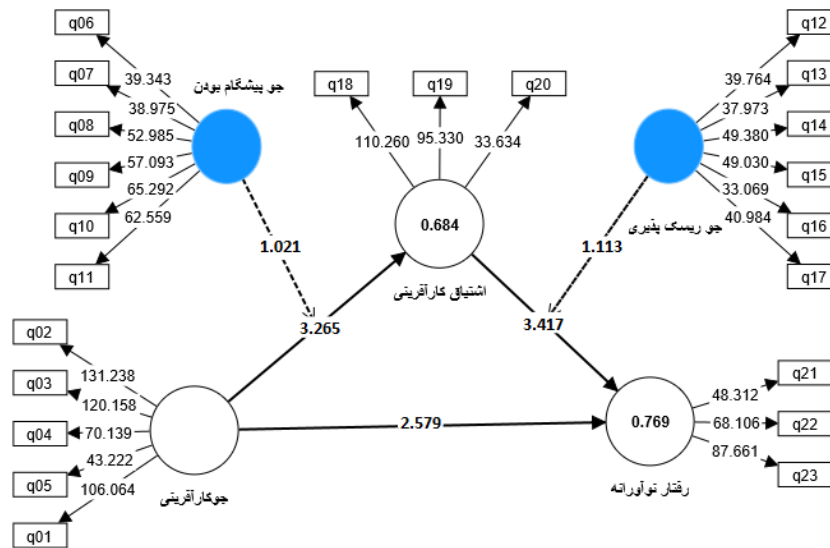 q06
q07
q08
q09
q10
q11
39.343
38.975
52.985
57.093
65.292
62.559
جو پیشگام بودن
q18
q19
q20
110.260
95.330
33.634
q12
q13
q14
q15
q16
q17
39.764
37.973
49.380
49.030
33.069
40.984
جو ریسک پذیری
1.021
0.684
اشتیاق کارآفرینی
1.113
3.265
3.417
q02
q03
q04
q05
q01
131.238
120.158
70.139
43.222
106.064
جوکارآفرینی
2.579
0.769
رفتار نوآورانه
q21
q22
q23
48.312
68.106
87.661